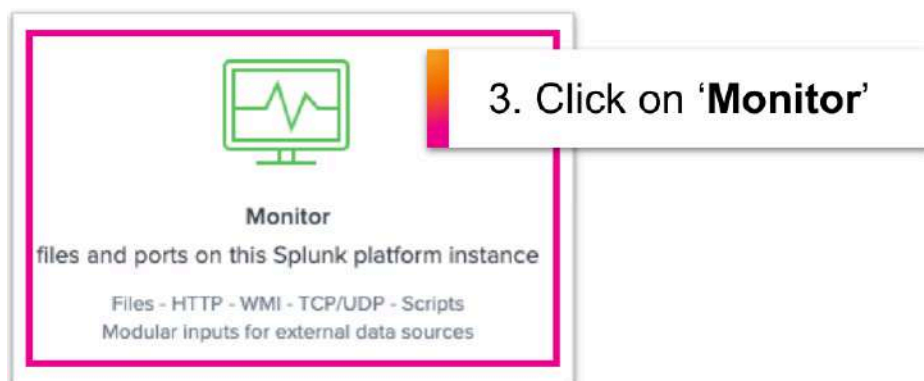 3. Click on ‘Monitor’
Monitor
files and ports on this Splunk platform instance
Files - HTTP - WMI - TCP/UDP - Scripts
Modular inputs for external data sources